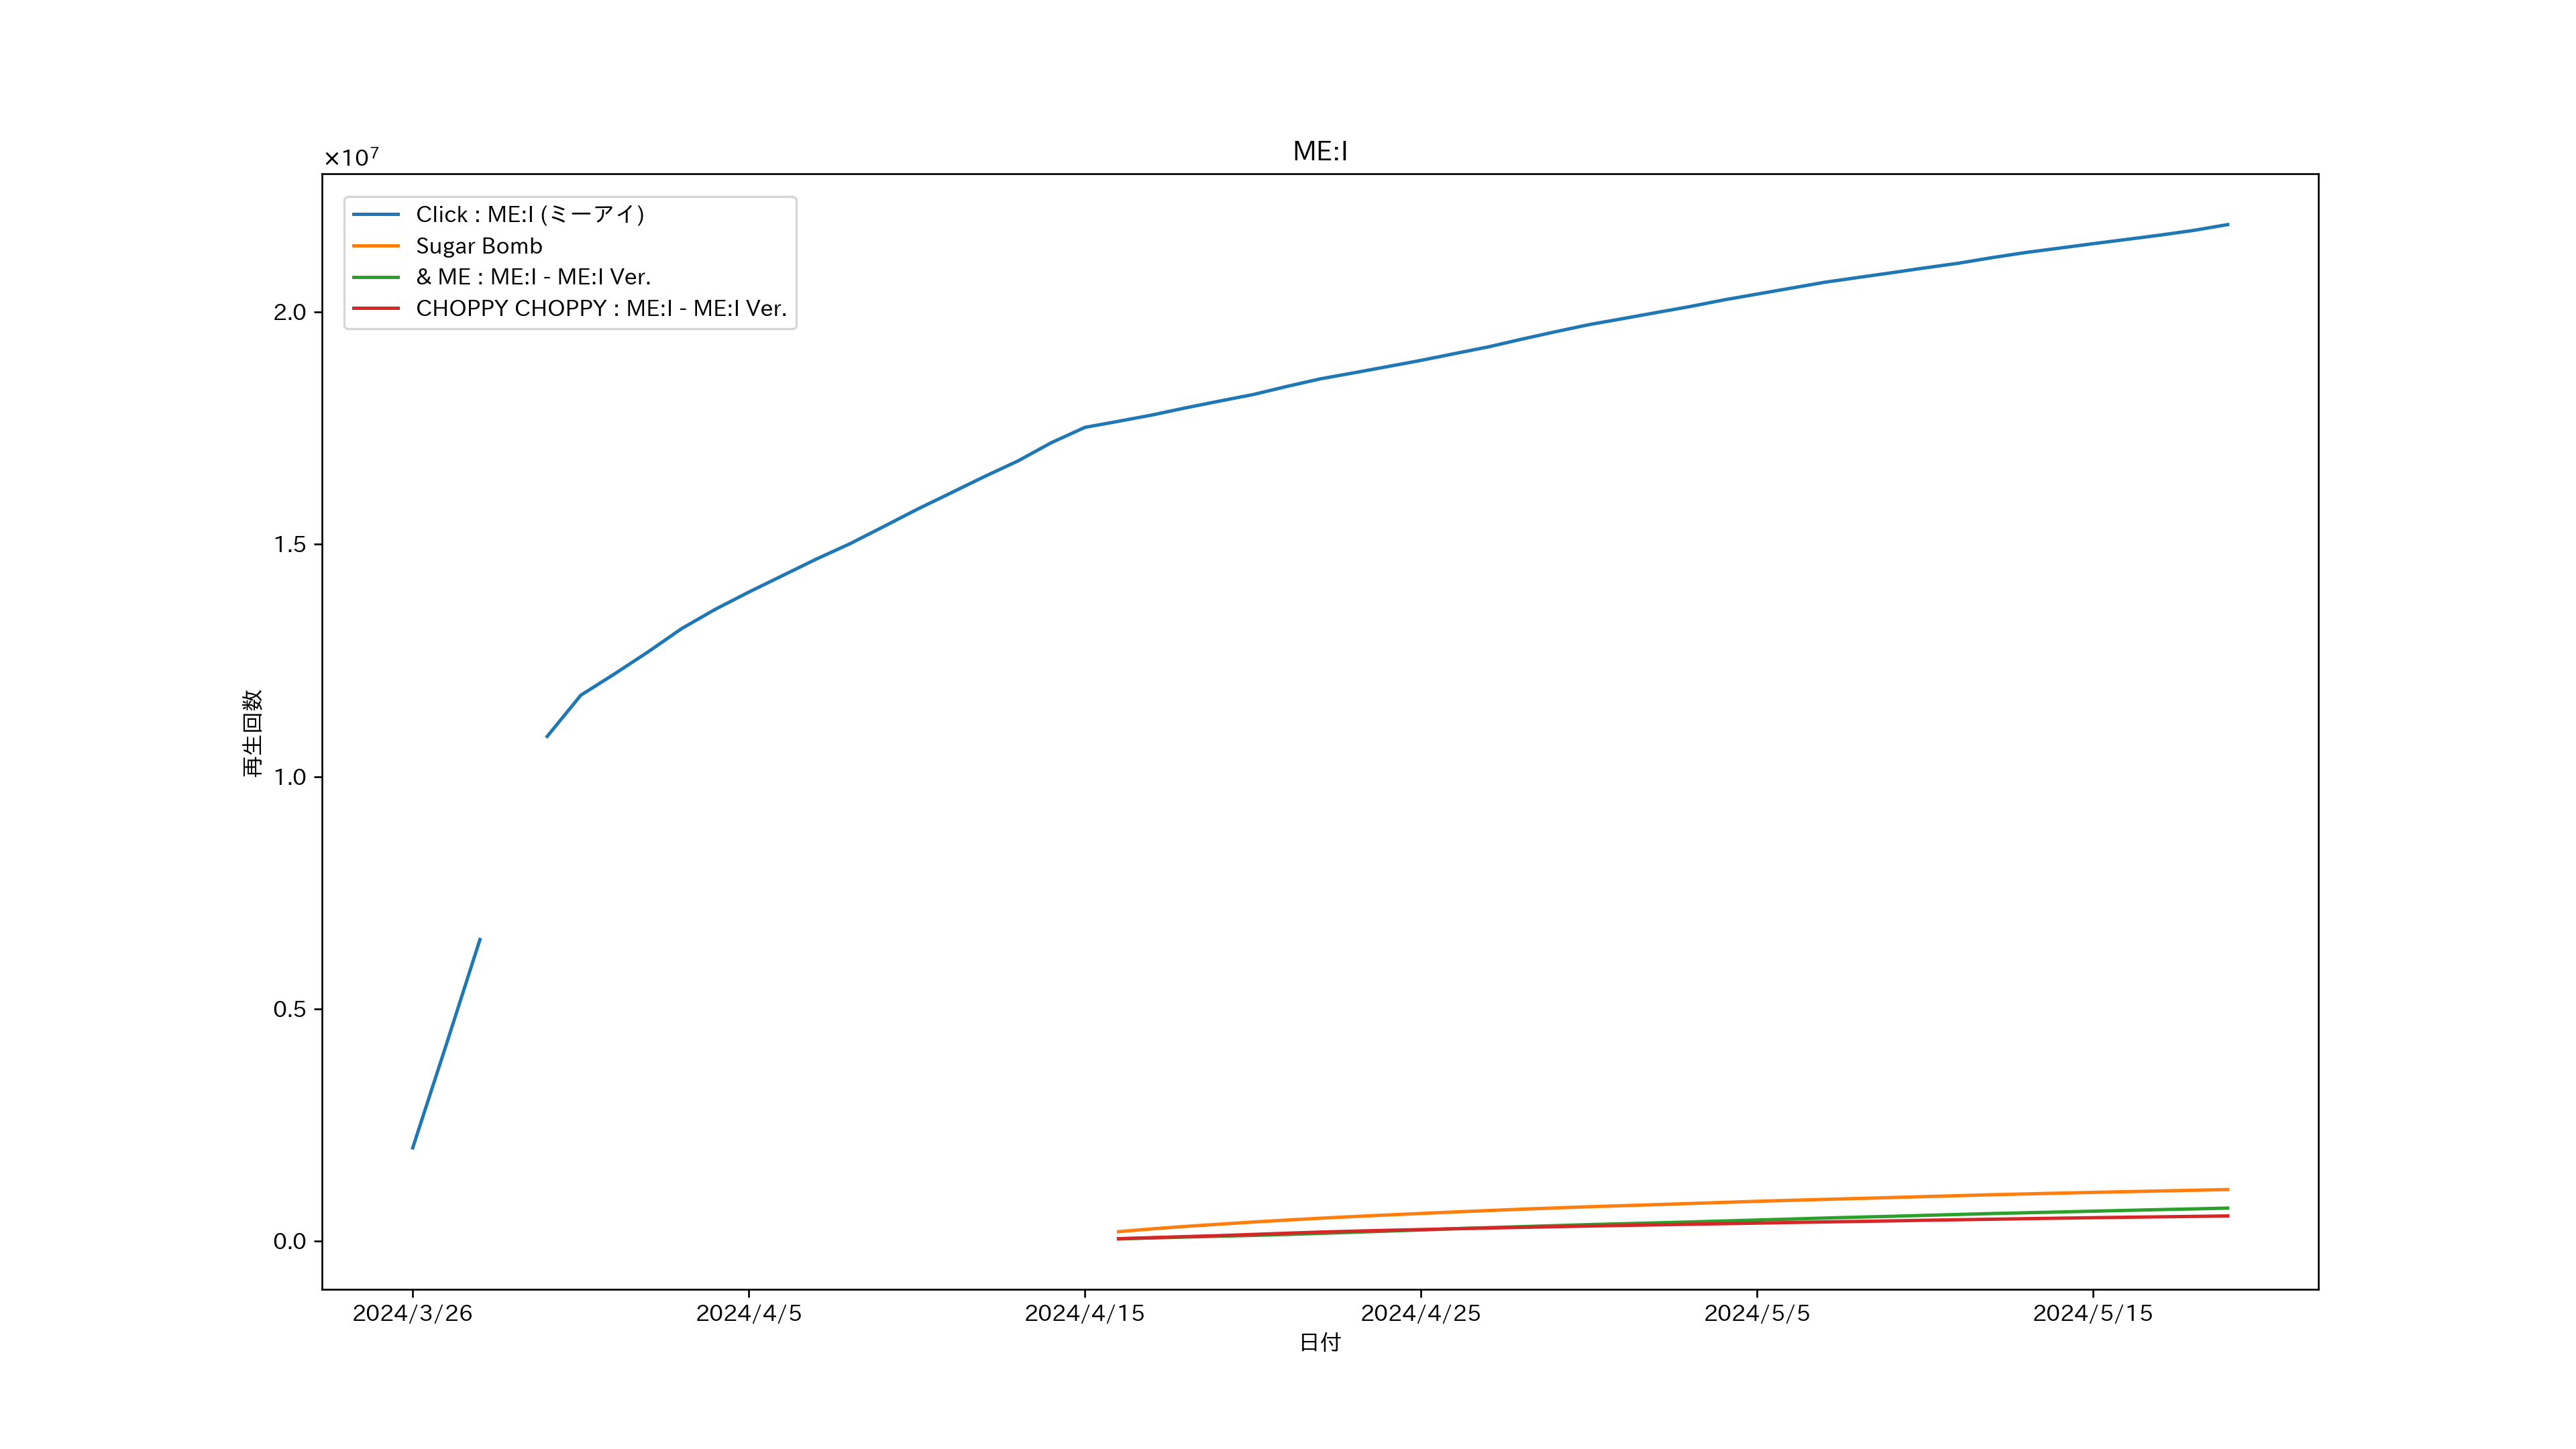 ME:I
×10⁷
Click : ME:I (ミーアイ)
Sugar Bomb
& ME : ME:I - ME:I Ver.
CHOPPY CHOPPY : ME:I - ME:I Ver.
2.0
1.5
1.0
0.5
0.0
再生回数
2024/3/26 2024/4/5 2024/4/15 2024/4/25 2024/5/5 2024/5/15
日付